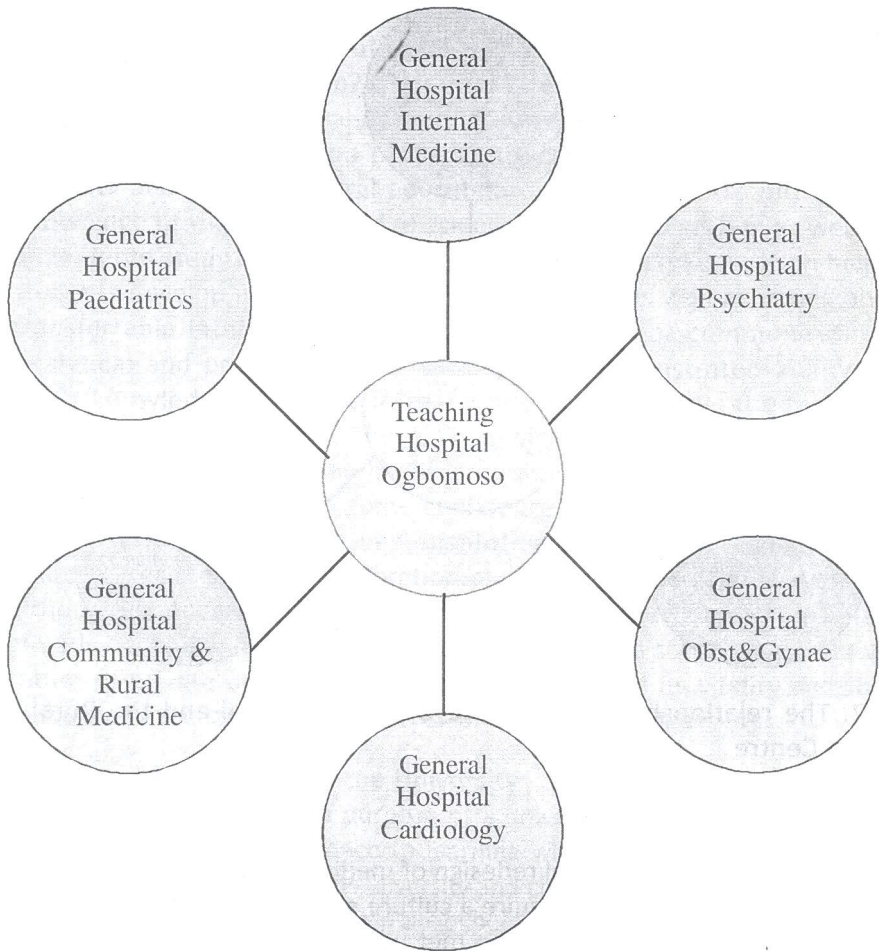 General
Hospital
Internal
Medicine
General
Hospital
Paediatrics
General
Hospital
Psychiatry
Teaching
Hospital
Ogbomoso
General
Hospital
Community &
Rural
Medicine
General
Hospital
Obst&Gynae
General
Hospital
Cardiology